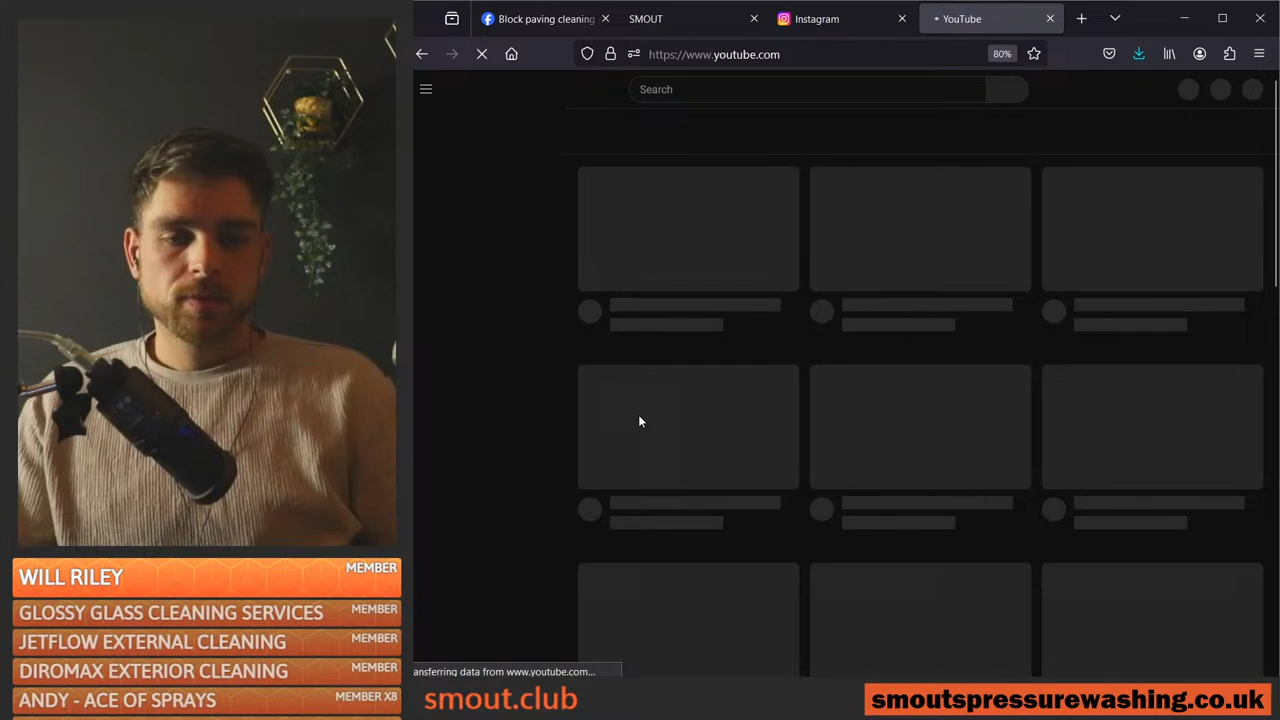 Block paving cleaning
SMOUT
Instagram
YouTube
https://www.youtube.com
80%
Search
WILL RILEY
MEMBER
GLOSSY GLASS CLEANING SERVICES
MEMBER
JETFLOW EXTERNAL CLEANING
MEMBER
DIROMAX EXTERIOR CLEANING
MEMBER
ANDY - ACE OF SPRAYS
MEMBER X8
ansferring data from www.youtube.com...
smout.club
smoutspressurewashing.co.uk